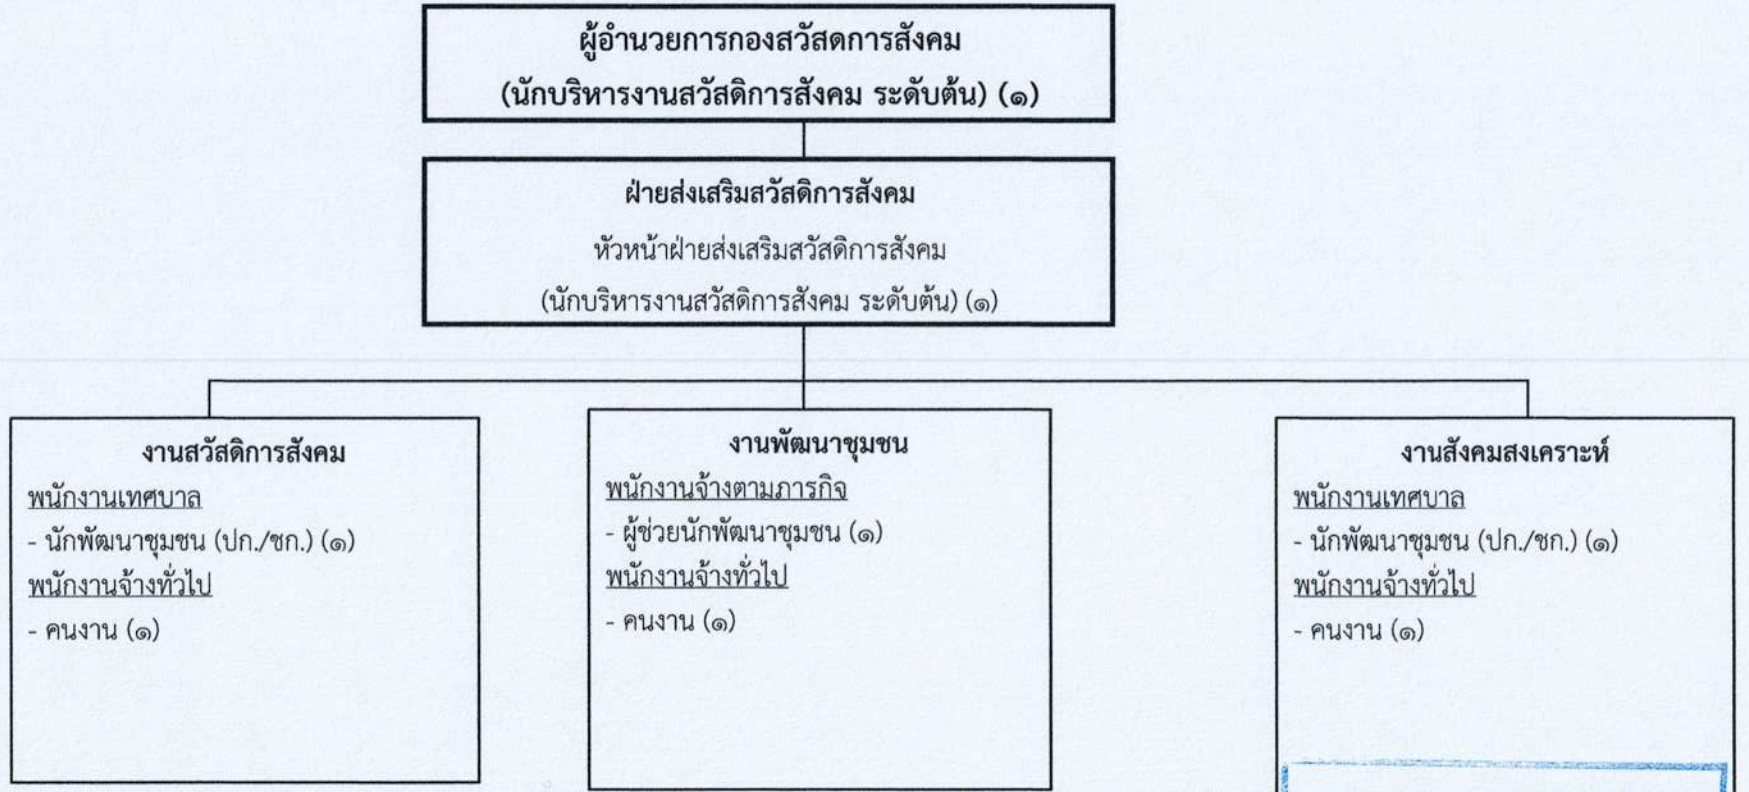 ผู้อำนวยการกองสวัสดการสังคม
(นักบริหารงานสวัสดิการสังคม ระดับต้น) (๑)
ฝ่ายส่งเสริมสวัสดิการสังคม
หัวหน้าฝ่ายส่งเสริมสวัสดิการสังคม
(นักบริหารงานสวัสดิการสังคม ระดับต้น) (๑)
งานสวัสดิการสังคม
พนักงานเทศบาล
- นักพัฒนาชุมชน (ปก./ชก.) (๑)
พนักงานจ้างทั่วไป
- คนงาน (๑)
งานพัฒนาชุมชน
พนักงานจ้างตามภารกิจ
- ผู้ช่วยนักพัฒนาชุมชน (๑)
พนักงานจ้างทั่วไป
- คนงาน (๑)
งานสังคมสงเคราะห์
พนักงานเทศบาล
- นักพัฒนาชุมชน (ปก./ชก.) (๑)
พนักงานจ้างทั่วไป
- คนงาน (๑)